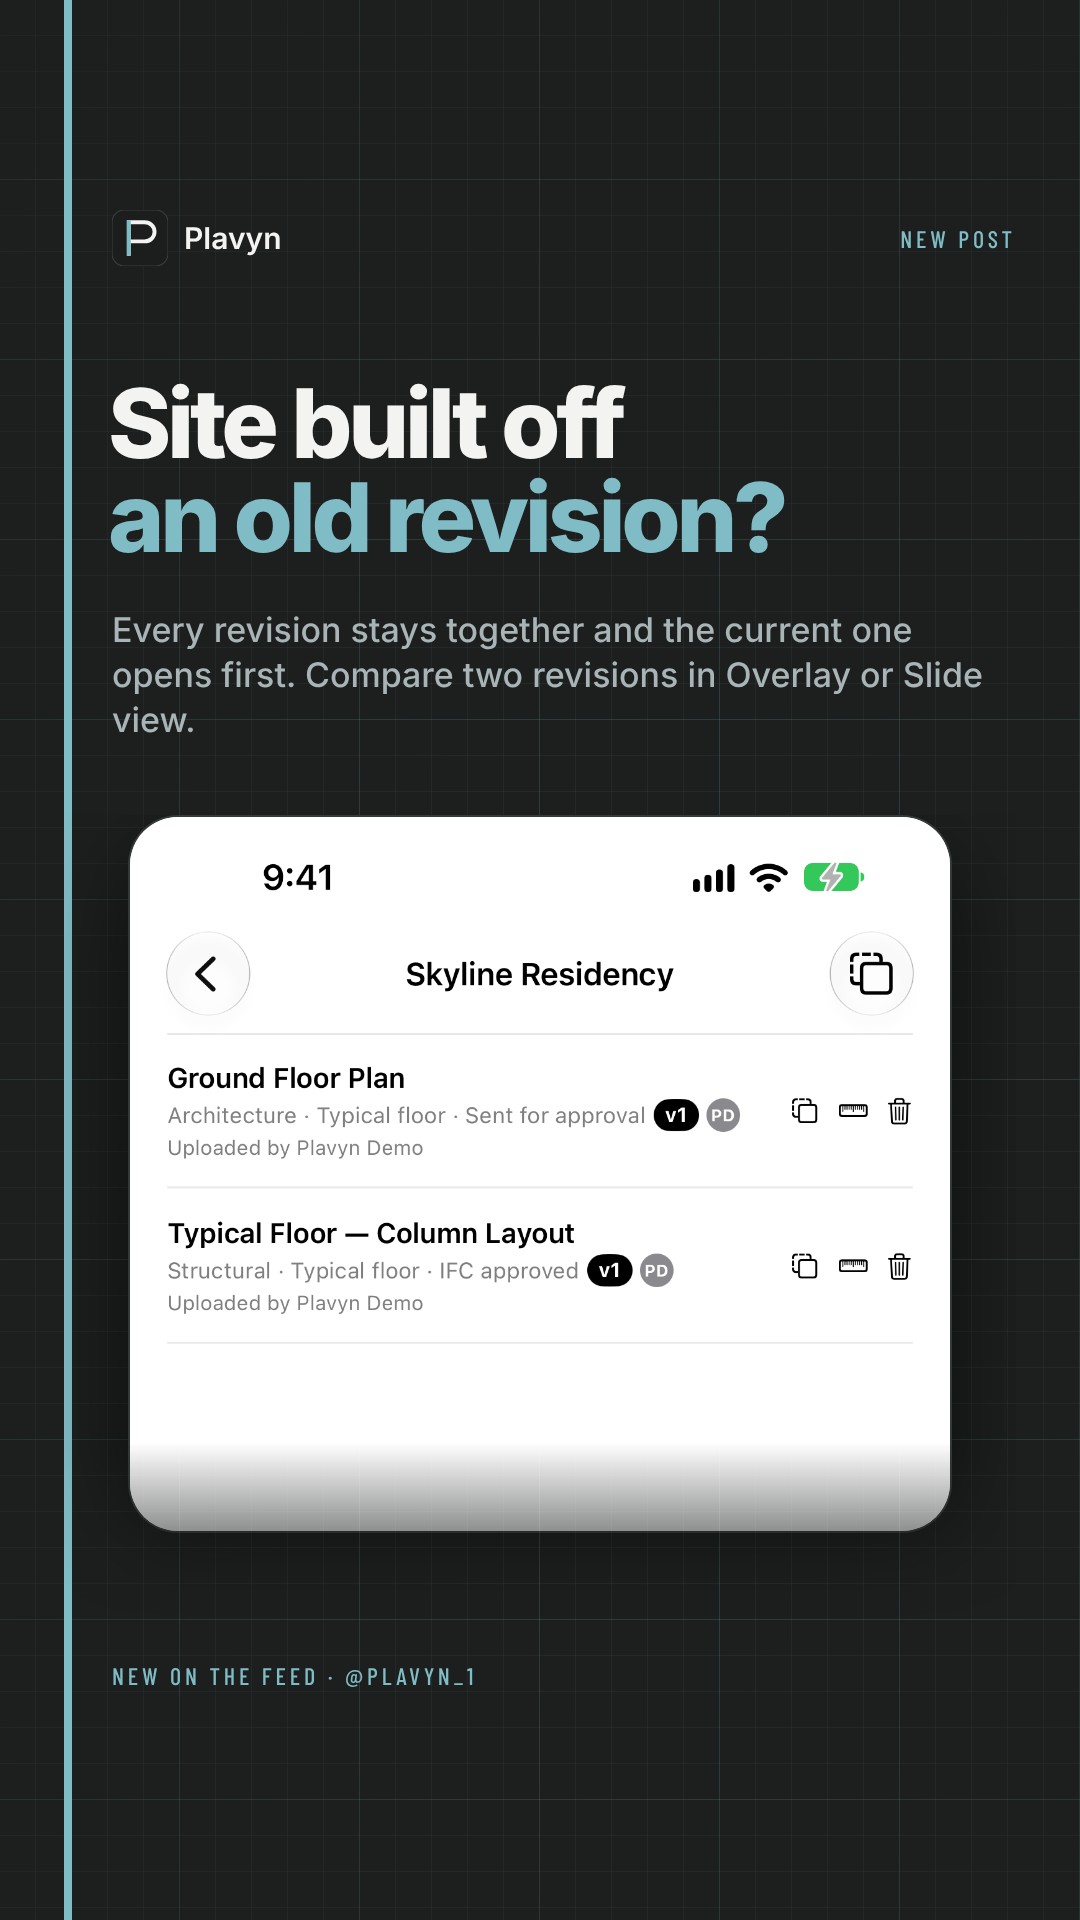 Plavyn
NEW POST
Site built off
an old revision?
Every revision stays together and the current one
opens first. Compare two revisions in Overlay or Slide
view.
9:41
Skyline Residency
Ground Floor Plan
Architecture · Typical floor · Sent for approval v1 PD
Uploaded by Plavyn Demo
Typical Floor — Column Layout
Structural · Typical floor · IFC approved v1 PD
Uploaded by Plavyn Demo
NEW ON THE FEED · @PLAVYN_1